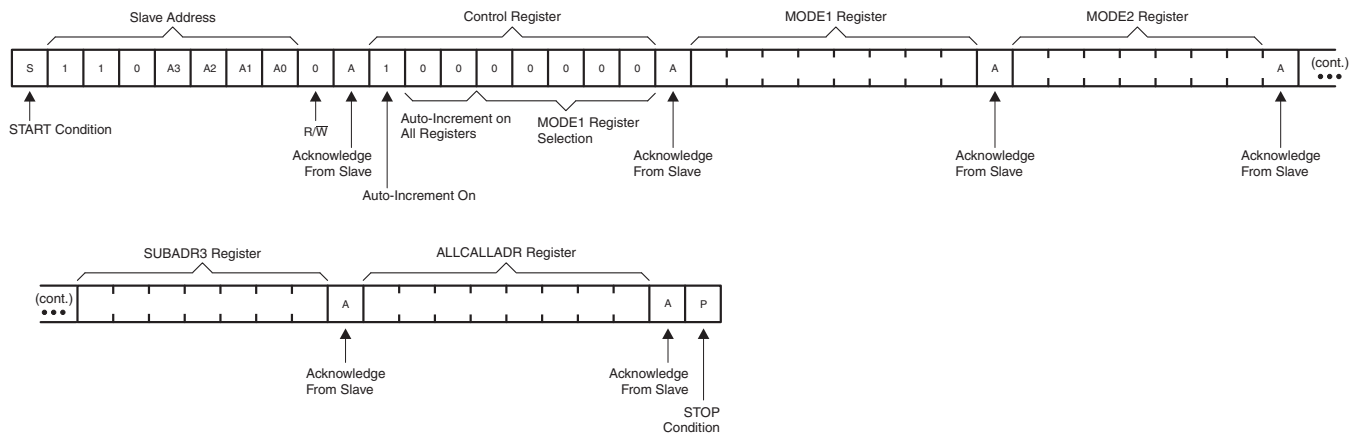 Slave Address Control Register MODE1 Register MODE2 Register
S 1 1 0 A3 A2 A1 A0 0 A 1 0 0 0 0 0 0 0 A A A (cont.)
START Condition
R/W̅
Acknowledge
From Slave
Auto-Increment On
Auto-Increment on
All Registers
MODE1 Register
Selection
Acknowledge
From Slave
Acknowledge
From Slave
Acknowledge
From Slave
SUBADR3 Register ALLCALLADR Register
(cont.) A A P
Acknowledge
From Slave
Acknowledge
From Slave
STOP
Condition